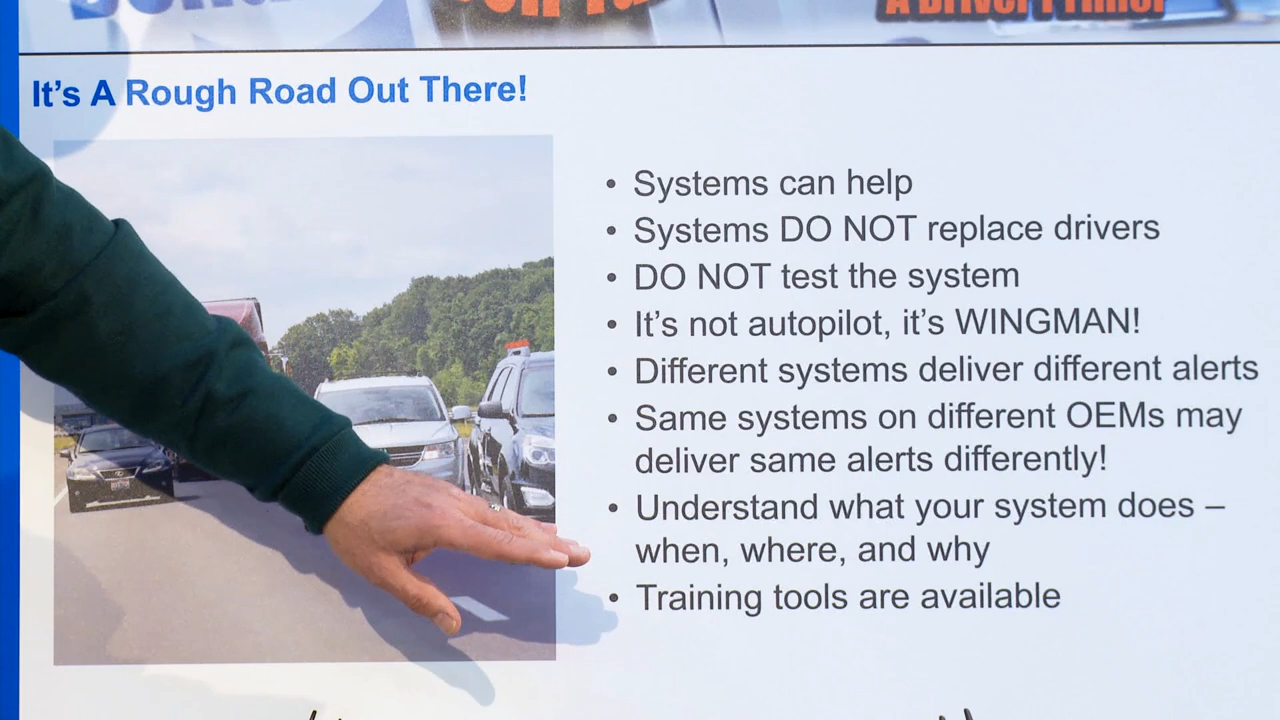 A Driver Primer
It's A Rough Road Out There!
• Systems can help
• Systems DO NOT replace drivers
• DO NOT test the system
• It's not autopilot, it's WINGMAN!
• Different systems deliver different alerts
• Same systems on different OEMs may
deliver same alerts differently!
• Understand what your system does –
when, where, and why
• Training tools are available